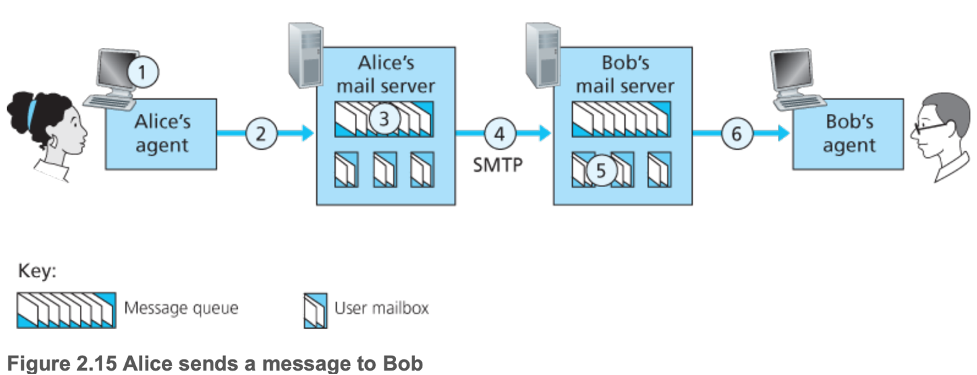 1
Alice's
agent
2
Alice's
mail server
3
4
SMTP
Bob's
mail server
5
6
Bob's
agent
Key:
Message queue
User mailbox
Figure 2.15 Alice sends a message to Bob